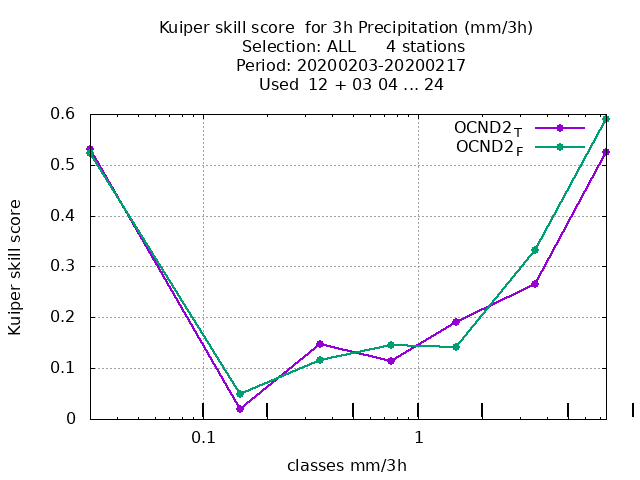 Kuiper skill score  for 3h Precipitation (mm/3h)
Selection: ALL      4 stations
Period: 20200203-20200217
Used  12 + 03 04 ... 24
OCND2T
OCND2F
0.6
0.5
0.4
0.3
0.2
0.1
0
Kuiper skill score
0.1
1
classes mm/3h